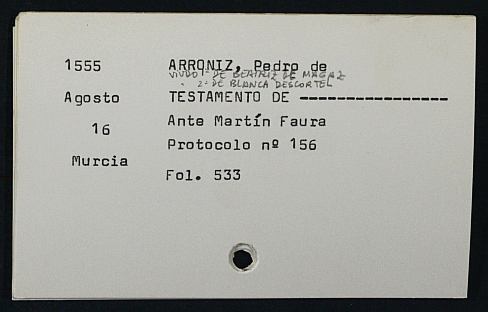 1555 ARRONIZ, Pedro de
VIUDO 1º DE BEATRIZ DE MAGAZ
" 2º DE BLANCA DESCORTEL
Agosto TESTAMENTO DE -----------------
16 Ante Martín Faura
Protocolo nº 156
Murcia
Fol. 533